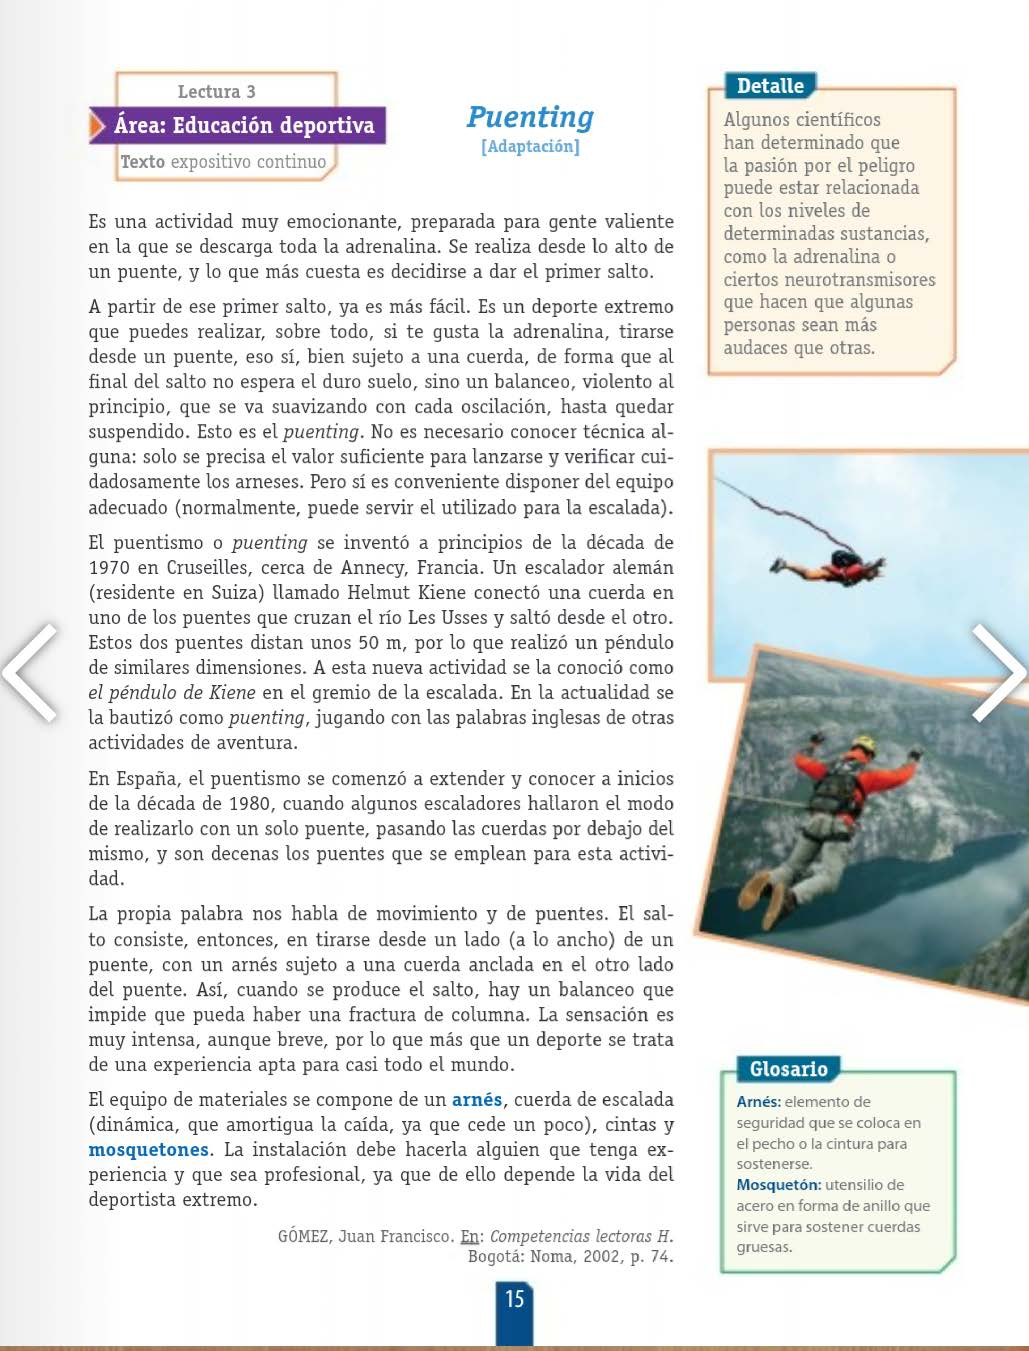 Lectura 3
Área: Educación deportiva
Texto expositivo continuo
Puenting
[Adaptación]
Es una actividad muy emocionante, preparada para gente valiente
en la que se descarga toda la adrenalina. Se realiza desde lo alto de
un puente, y lo que más cuesta es decidirse a dar el primer salto.
A partir de ese primer salto, ya es más fácil. Es un deporte extremo
que puedes realizar, sobre todo, si te gusta la adrenalina, tirarse
desde un puente, eso sí, bien sujeto a una cuerda, de forma que al
final del salto no espera el duro suelo, sino un balanceo, violento al
principio, que se va suavizando con cada oscilación, hasta quedar
suspendido. Esto es el puenting. No es necesario conocer técnica al-
guna: solo se precisa el valor suficiente para lanzarse y verificar cui-
dadosamente los arneses. Pero sí es conveniente disponer del equipo
adecuado (normalmente, puede servir el utilizado para la escalada).
El puentismo o puenting se inventó a principios de la década de
1970 en Cruseilles, cerca de Annecy, Francia. Un escalador alemán
(residente en Suiza) llamado Helmut Kiene conectó una cuerda en
uno de los puentes que cruzan el río Les Usses y saltó desde el otro.
Estos dos puentes distan unos 50 m, por lo que realizó un péndulo
de similares dimensiones. A esta nueva actividad se la conoció como
el péndulo de Kiene en el gremio de la escalada. En la actualidad se
la bautizó como puenting, jugando con las palabras inglesas de otras
actividades de aventura.
En España, el puentismo se comenzó a extender y conocer a inicios
de la década de 1980, cuando algunos escaladores hallaron el modo
de realizarlo con un solo puente, pasando las cuerdas por debajo del
mismo, y son decenas los puentes que se emplean para esta activi-
dad.
La propia palabra nos habla de movimiento y de puentes. El sal-
to consiste, entonces, en tirarse desde un lado (a lo ancho) de un
puente, con un arnés sujeto a una cuerda anclada en el otro lado
del puente. Así, cuando se produce el salto, hay un balanceo que
impide que pueda haber una fractura de columna. La sensación es
muy intensa, aunque breve, por lo que más que un deporte se trata
de una experiencia apta para casi todo el mundo.
El equipo de materiales se compone de un arnés, cuerda de escalada
(dinámica, que amortigua la caída, ya que cede un poco), cintas y
mosquetones. La instalación debe hacerla alguien que tenga ex-
periencia y que sea profesional, ya que de ello depende la vida del
deportista extremo.
GÓMEZ, Juan Francisco. En: Competencias lectoras H.
Bogotá: Noma, 2002, p. 74.
Detalle
Algunos científicos
han determinado que
la pasión por el peligro
puede estar relacionada
con los niveles de
determinadas sustancias,
como la adrenalina o
ciertos neurotransmisores
que hacen que algunas
personas sean más
audaces que otras.
Glosario
Arnés: elemento de
seguridad que se coloca en
el pecho o la cintura para
sostenerse.
Mosquetón: utensilio de
acero en forma de anillo que
sirve para sostener cuerdas
gruesas.
15